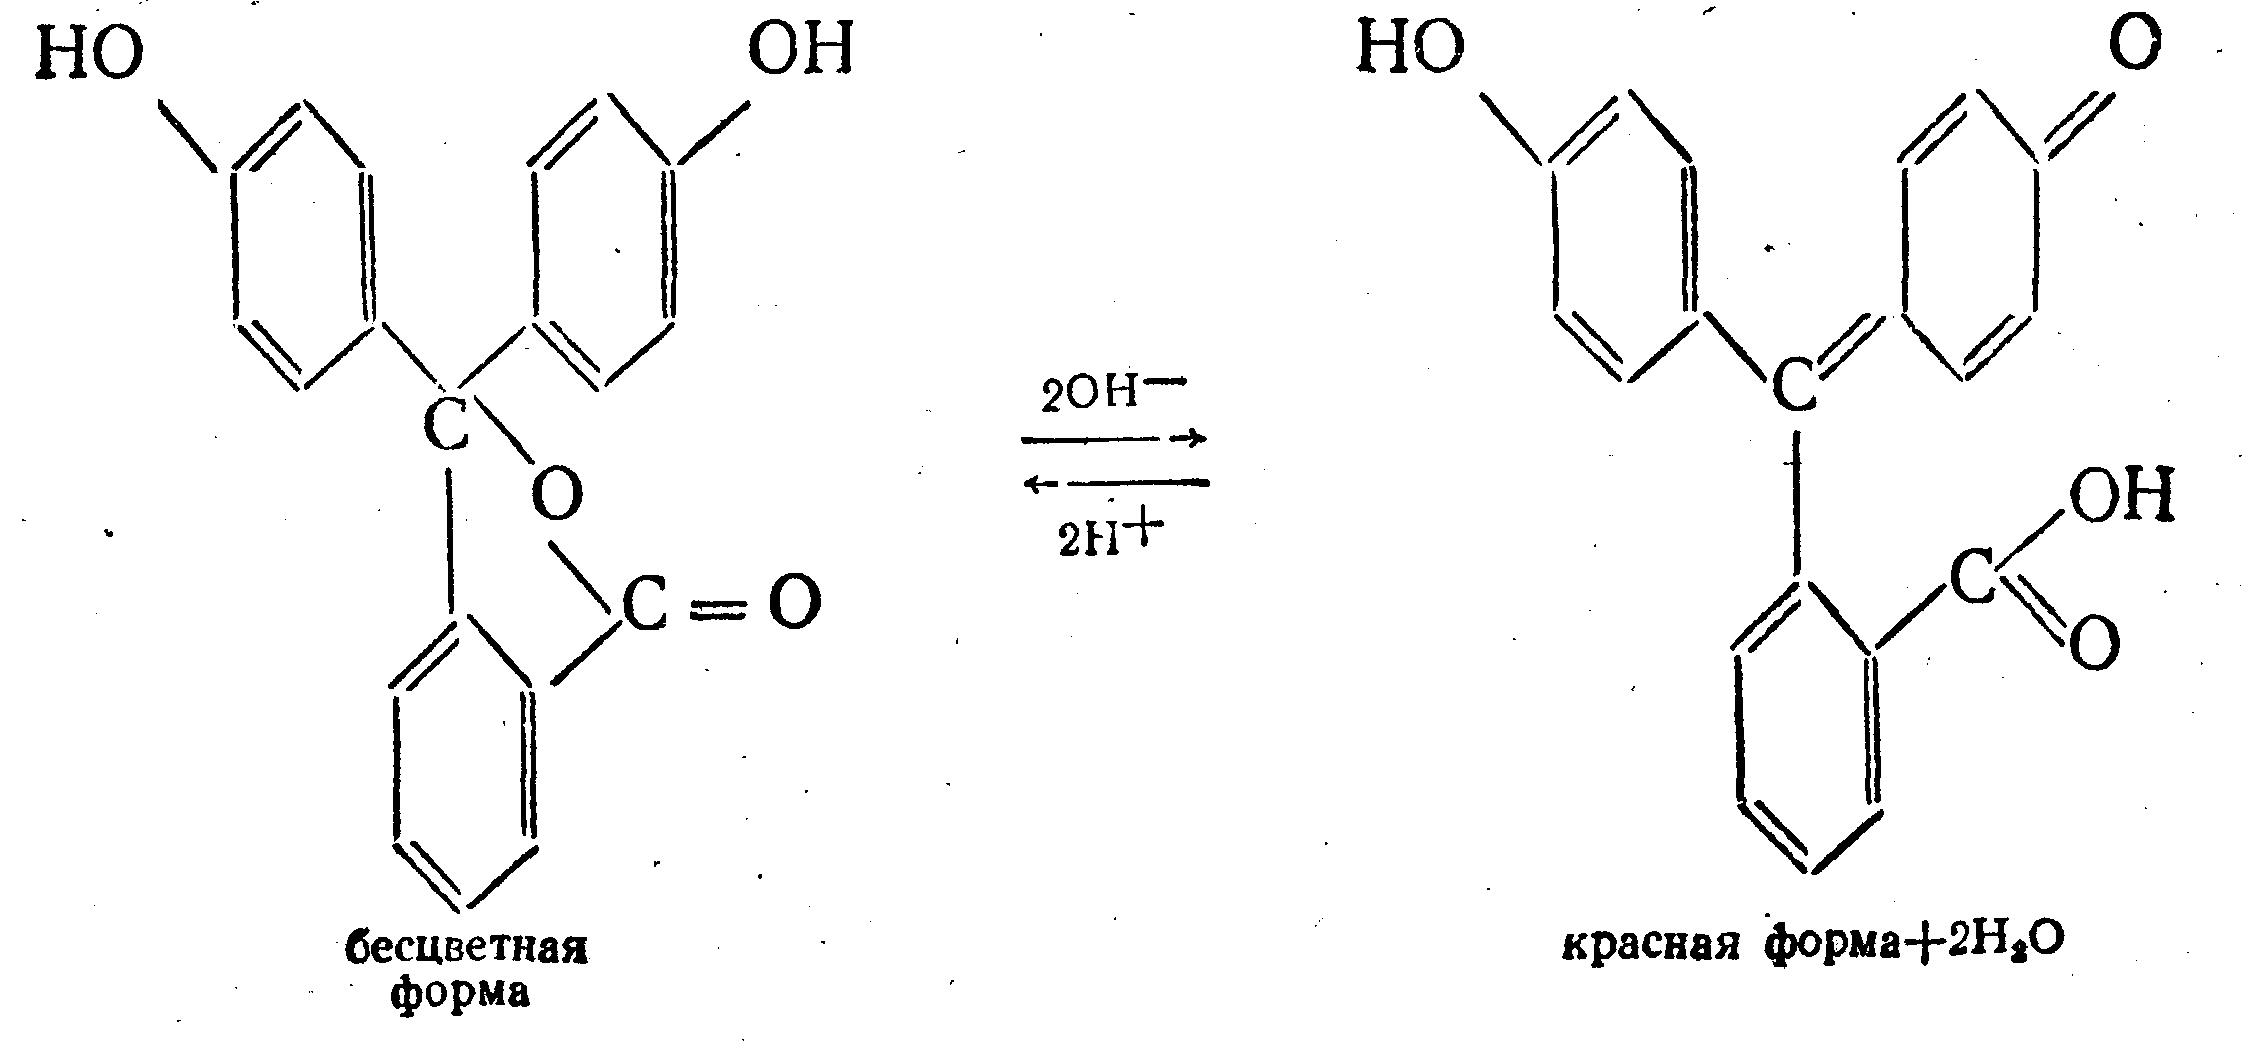 HO OH HO O
2OH⁻
C C
O 2H⁺ OH
C = O C
O
бесцветная
форма
красная форма+2H₂O